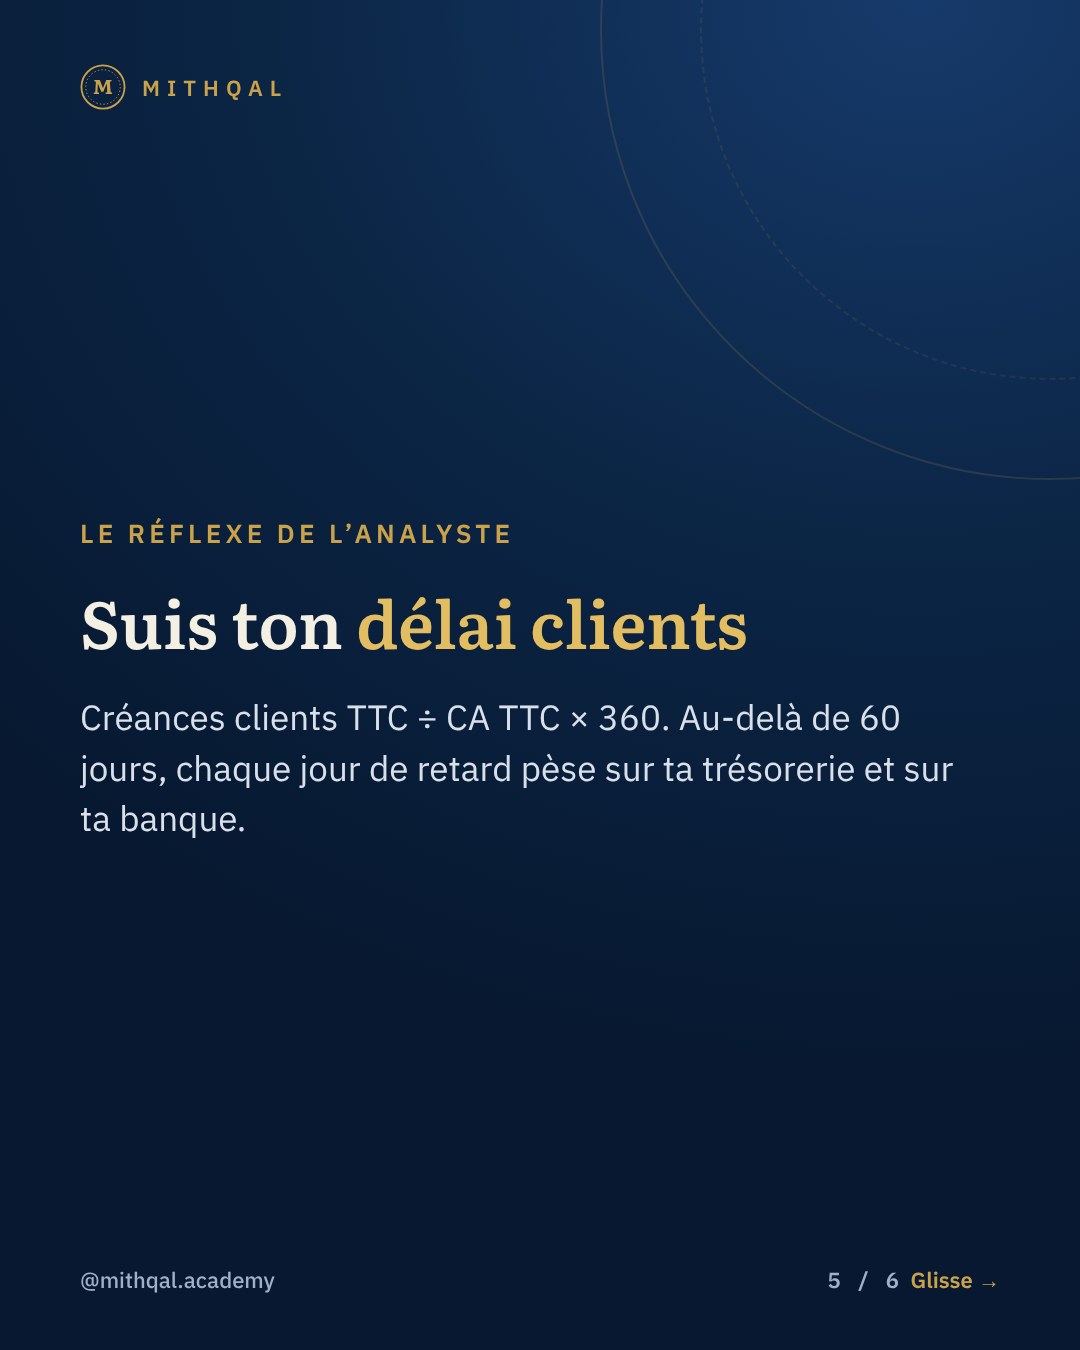 M MITHQAL
LE RÉFLEXE DE L’ANALYSTE
Suis ton délai clients
Créances clients TTC ÷ CA TTC × 360. Au-delà de 60
jours, chaque jour de retard pèse sur ta trésorerie et sur
ta banque.
@mithqal.academy
5 / 6 Glisse →